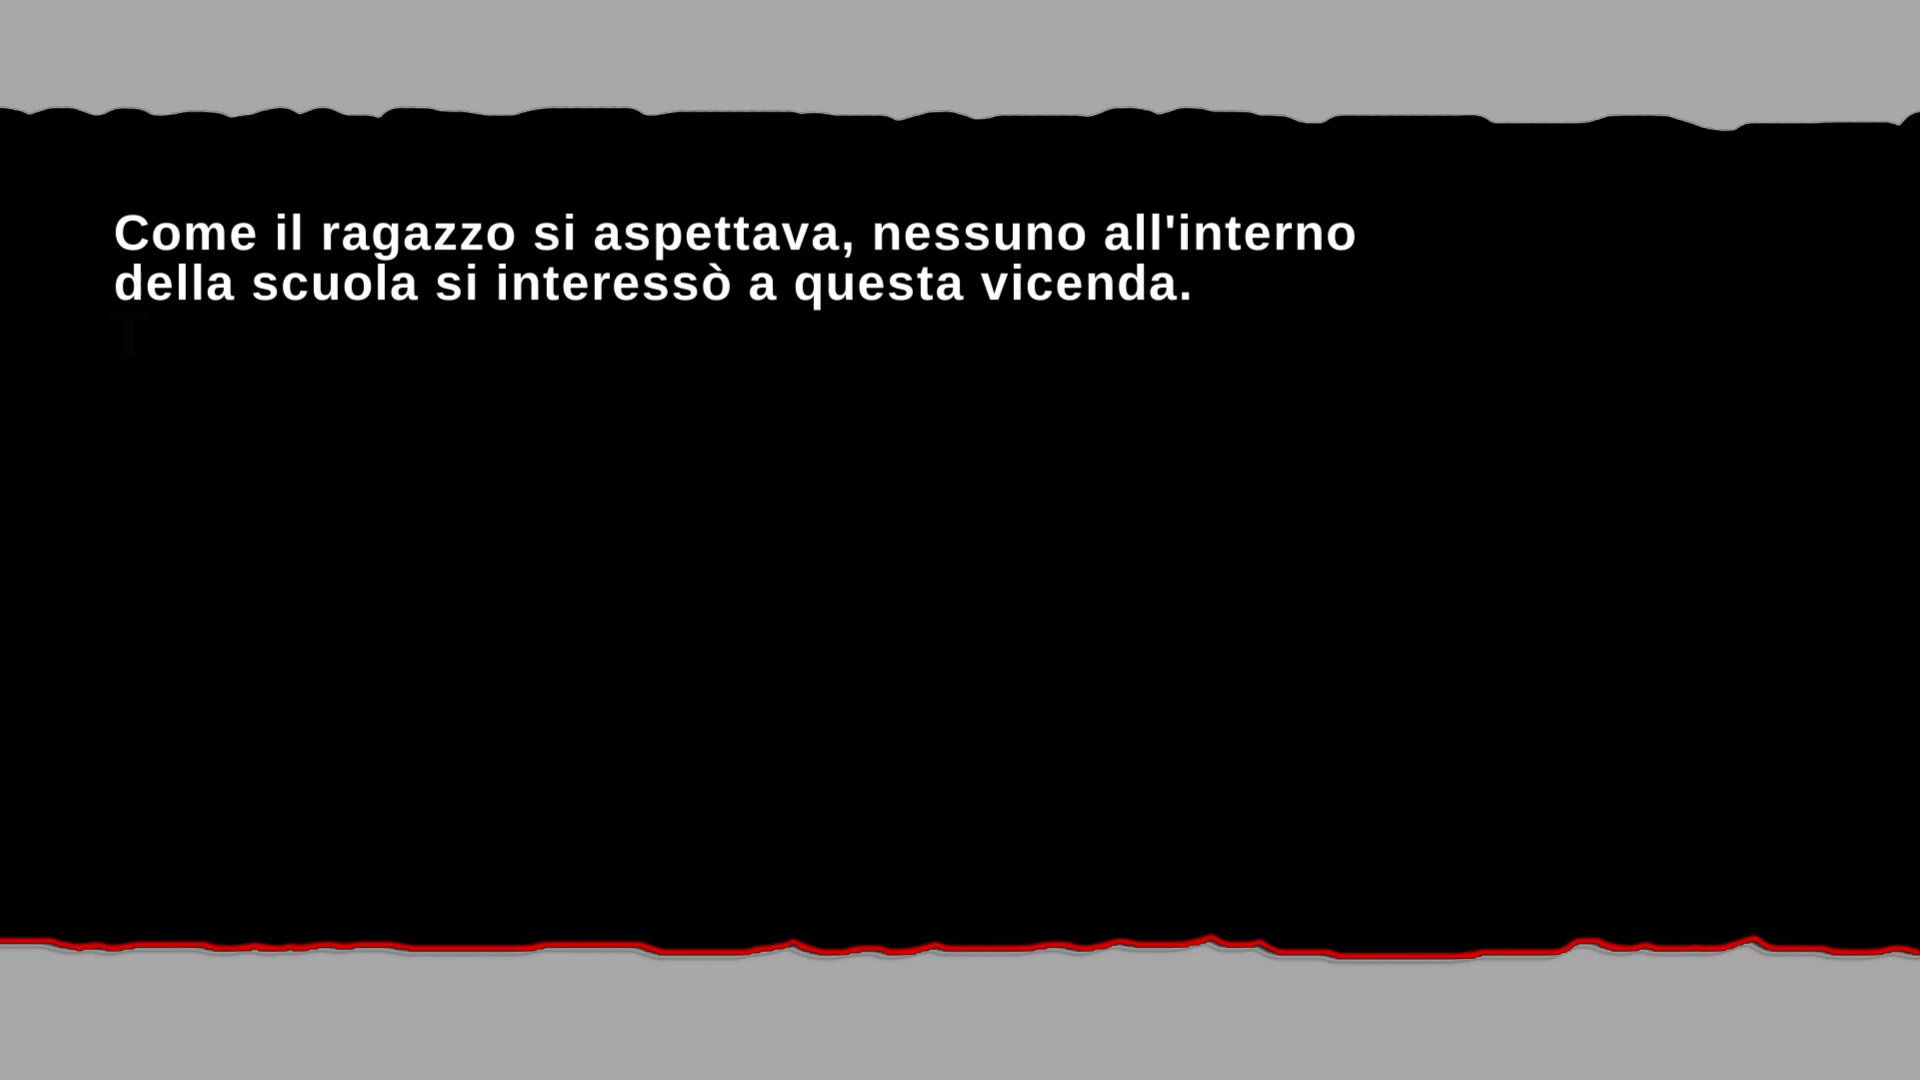 Come il ragazzo si aspettava, nessuno all'interno
della scuola si interessò a questa vicenda.
T